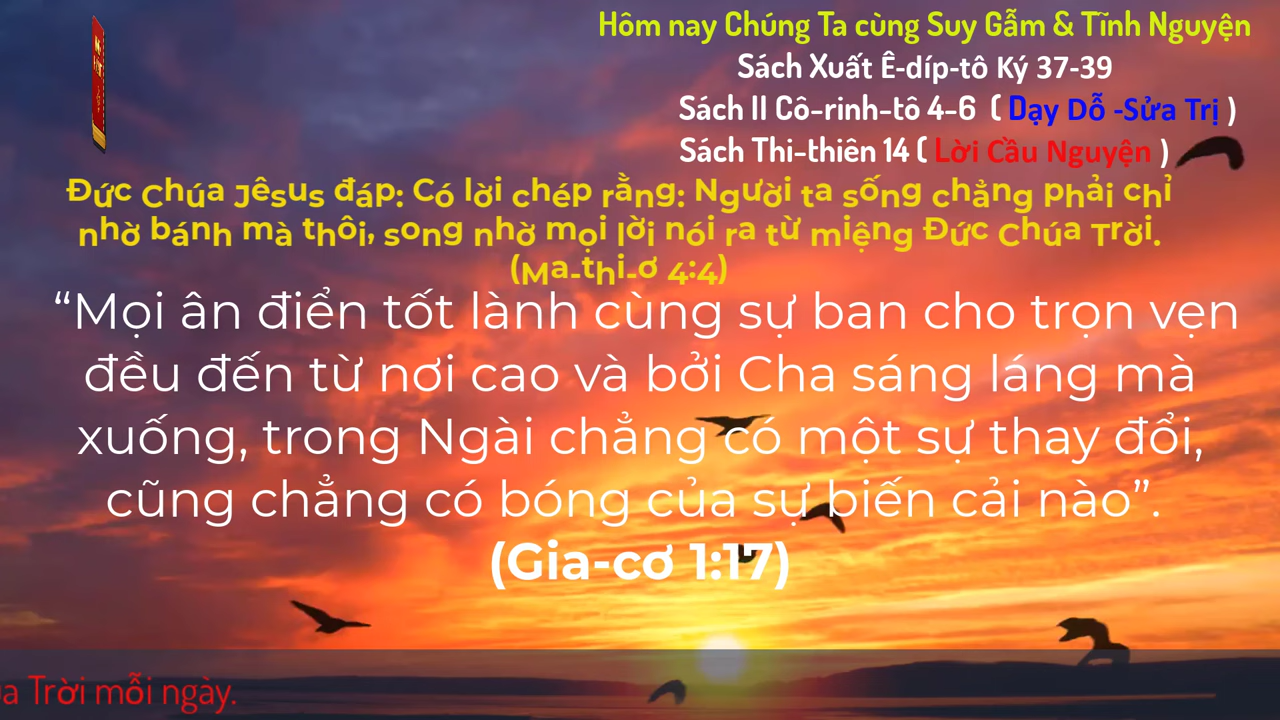 Hôm nay Chúng Ta cùng Suy Gẫm & Tĩnh Nguyện
Sách Xuất Ê-díp-tô Ký 37-39
Sách II Cô-rinh-tô 4-6 ( Dạy Dỗ -Sửa Trị )
Sách Thi-thiên 14 ( Lời Cầu Nguyện )
Đức Chúa Jêsus đáp: Có lời chép rằng: Người ta sống chẳng phải chỉ
nhờ bánh mà thôi, song nhờ mọi lời nói ra từ miệng Đức Chúa Trời.
(Ma-thi-ơ 4:4)
“Mọi ân điển tốt lành cùng sự ban cho trọn vẹn
đều đến từ nơi cao và bởi Cha sáng láng mà
xuống, trong Ngài chẳng có một sự thay đổi,
cũng chẳng có bóng của sự biến cải nào”.
(Gia-cơ 1:17)
Trời mỗi ngày.